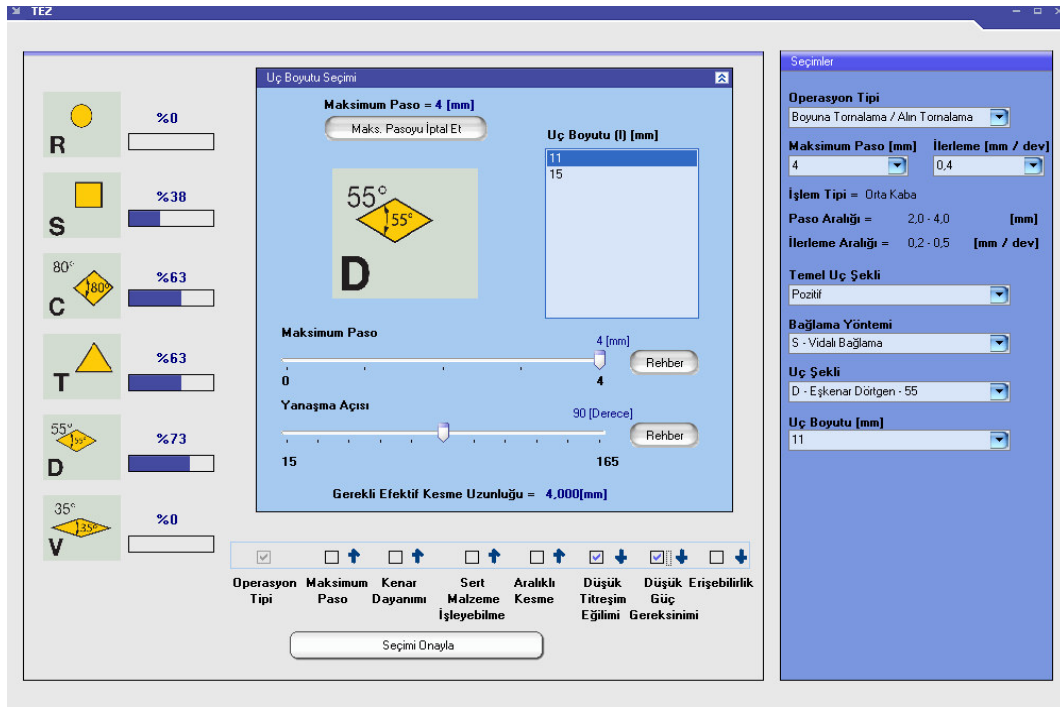 TEZ
R
%0
S
%38
80°
80°
C
%63
T
%63
55°
55°
D
%73
35°
35°
V
%0
Uç Boyutu Seçimi
Maksimum Paso = 4 [mm]
Maks. Pasoyu İptal Et
Uç Boyutu (l) [mm]
11
15
55°
55°
D
Maksimum Paso
4 [mm]
Rehber
0
4
Yanaşma Açısı
90 [Derece]
Rehber
15
165
Gerekli Efektif Kesme Uzunluğu = 4,000[mm]
Operasyon Tipi
Maksimum Paso
Kenar Dayanımı
Sert Malzeme İşleyebilme
Aralıklı Kesme
Düşük Titreşim Eğilimi
Düşük Güç Gereksinimi
Erişebilirlik
Seçimi Onayla
Seçimler
Operasyon Tipi
Boyuna Tornalama / Alın Tornalama
Maksimum Paso [mm] İlerleme [mm / dev]
4 0,4
İşlem Tipi = Orta Kaba
Paso Aralığı = 2,0 - 4,0 [mm]
İlerleme Aralığı = 0,2 - 0,5 [mm / dev]
Temel Uç Şekli
Pozitif
Bağlama Yöntemi
S - Vidalı Bağlama
Uç Şekli
D - Eşkenar Dörtgen - 55
Uç Boyutu [mm]
11